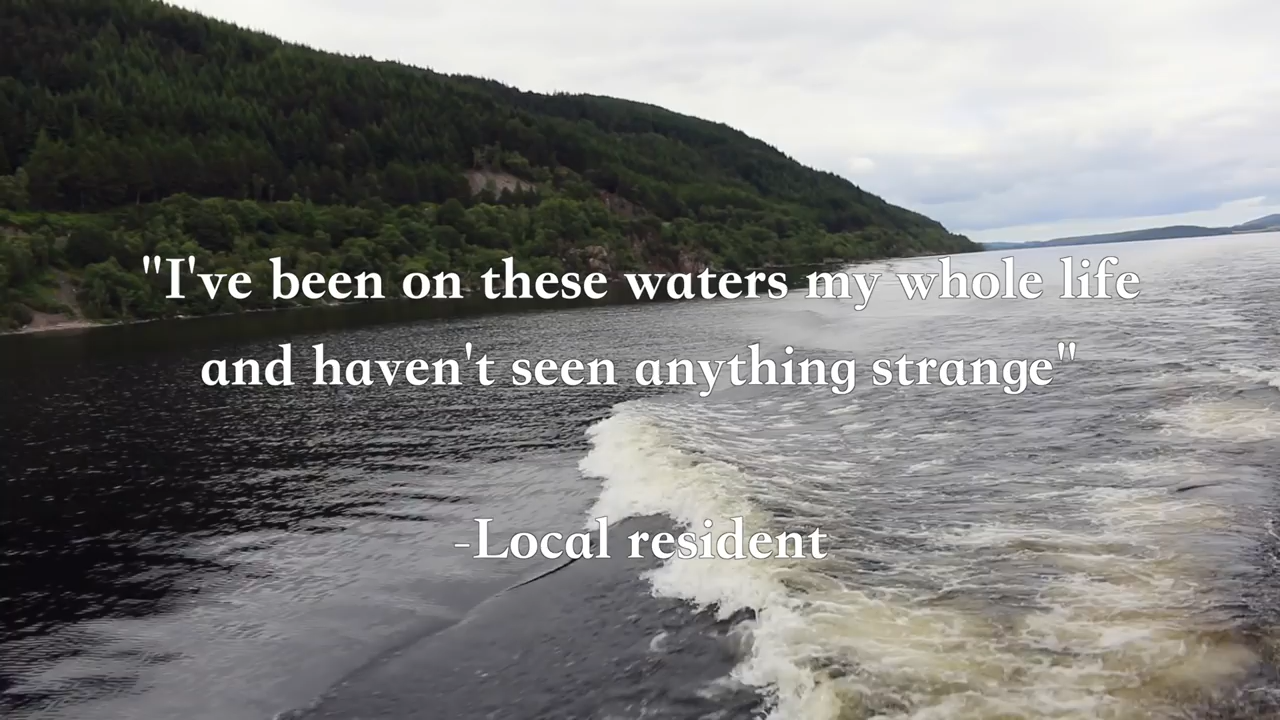 "I've been on these waters my whole life
and haven't seen anything strange"
-Local resident